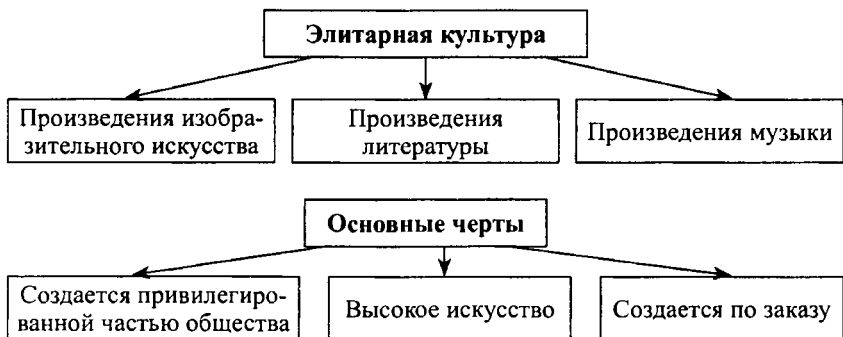 Элитарная культура
Произведения изобра-
зительного искусства
Произведения
литературы
Произведения музыки
Основные черты
Создается привилегиро-
ванной частью общества
Высокое искусство
Создается по заказу